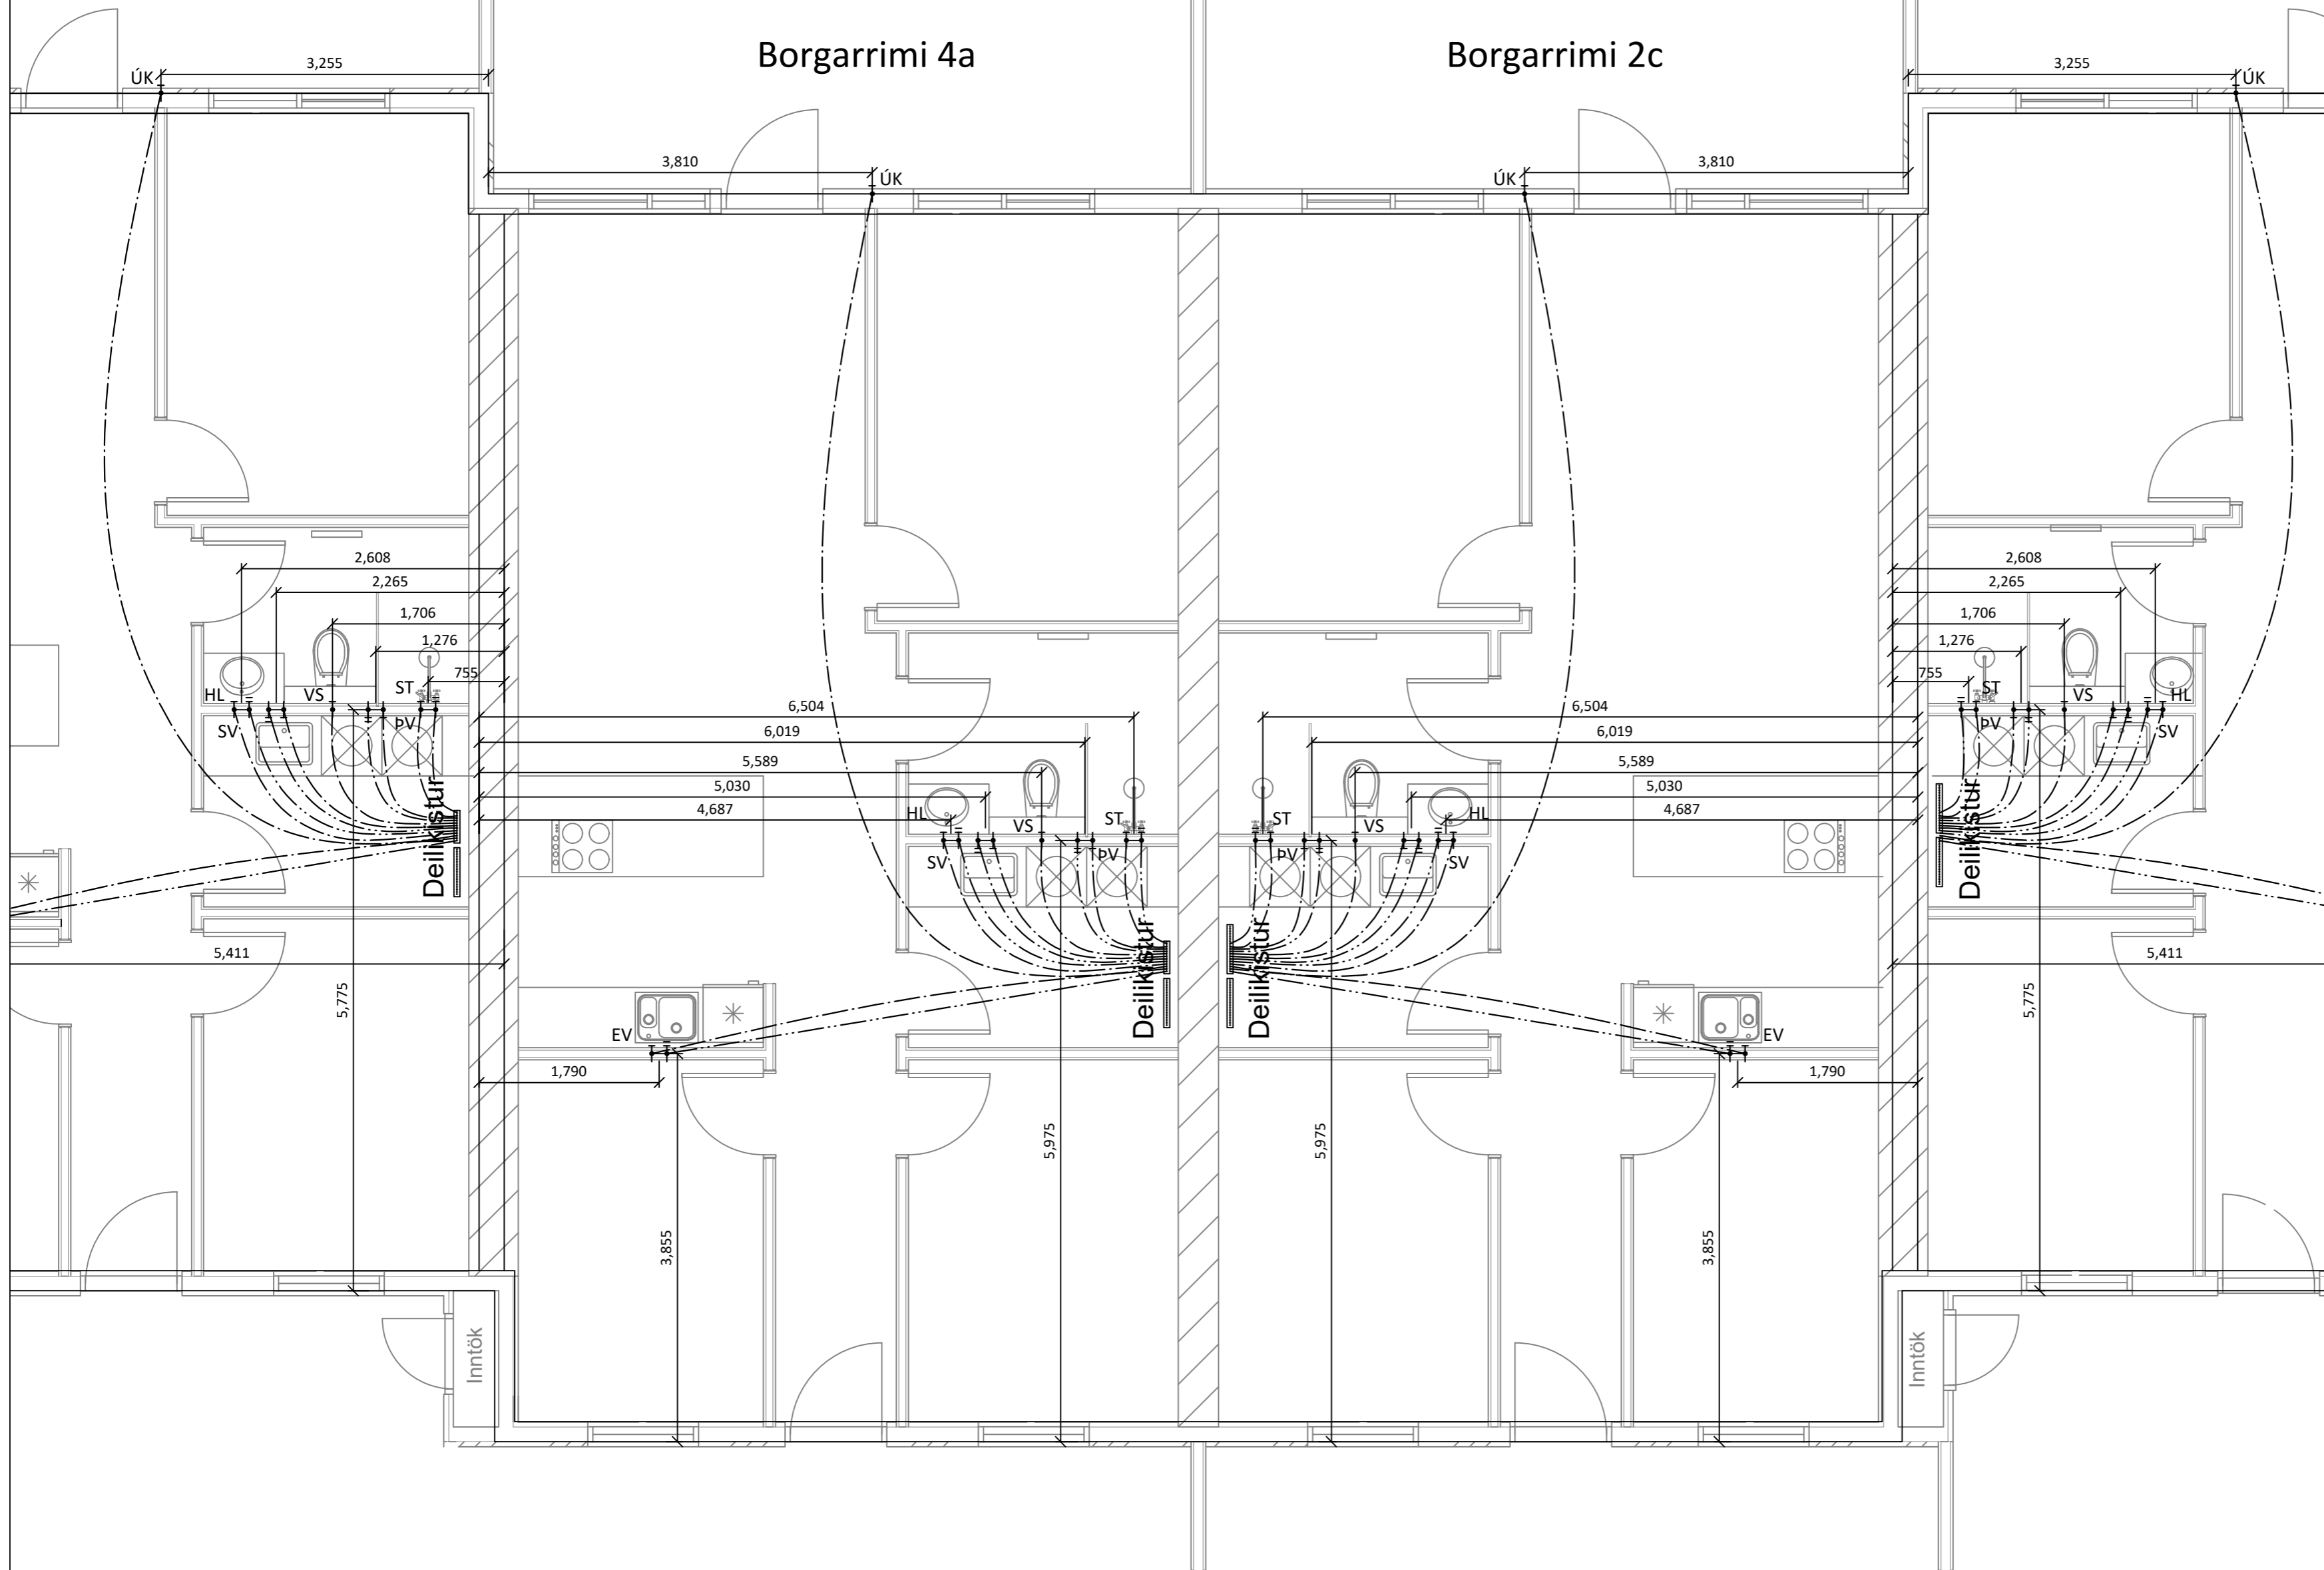 Borgarrimi 4a
Borgarrimi 2c
3,255
3,255
ÚK
ÚK
3,810
3,810
ÚK
ÚK
2,608
2,608
2,265
2,265
1,706
1,706
1,276
1,276
755
755
HL
VS
ST
ST
VS
HL
SV
ÞV
ÞV
SV
6,504
6,504
6,019
6,019
5,589
5,589
5,030
5,030
4,687
4,687
HL
VS
ST
ST
VS
HL
SV
ÞV
ÞV
SV
Deilikistur
Deilikistur
Deilikistur
Deilikistur
5,411
5,411
5,775
5,775
EV
EV
1,790
1,790
5,975
5,975
3,855
3,855
Inntök
Inntök